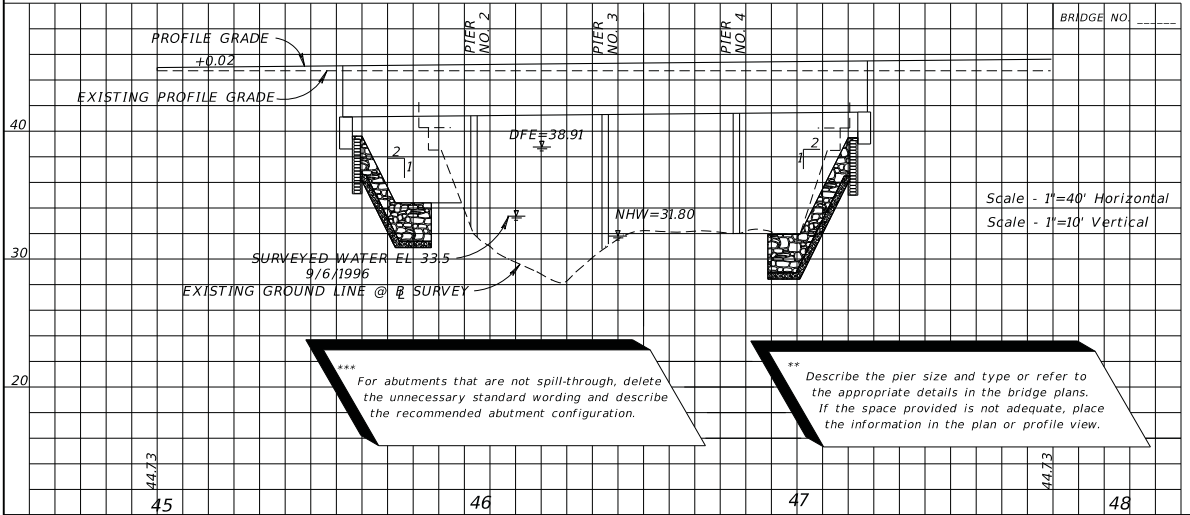 BRIDGE NO. ______
PIER NO. 2
PIER NO. 3
PIER NO. 4
PROFILE GRADE
+0.02
EXISTING PROFILE GRADE
40
DFE=38.91
2
1
2
1
Scale - 1"=40' Horizontal
Scale - 1"=10' Vertical
NHW=31.80
30
SURVEYED WATER EL 33.5
9/6/1996
EXISTING GROUND LINE @ ℄ SURVEY
20
***
For abutments that are not spill-through, delete
the unnecessary standard wording and describe
the recommended abutment configuration.
**
Describe the pier size and type or refer to
the appropriate details in the bridge plans.
If the space provided is not adequate, place
the information in the plan or profile view.
44.73
44.73
45
46
47
48